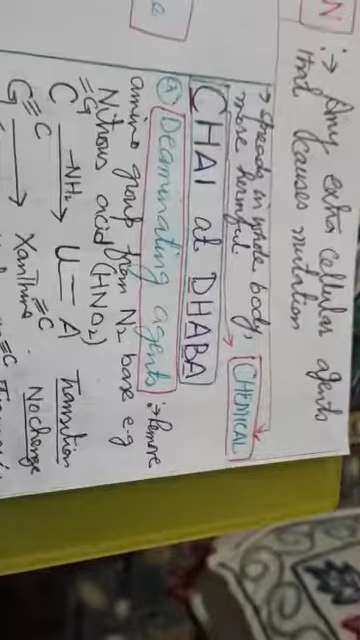 N :→ Any extra cellular agents
that causes mutation
CHEMICAL
→ in whole body,
more harmful
CHAI at DHABA
Deaminating agents :→ Remove
amino group from N2 base e.g
Nitrous acid (HNO2)
≡G
C —NH2→ U = A Transition
G≡C → Xanthine ≡C No change